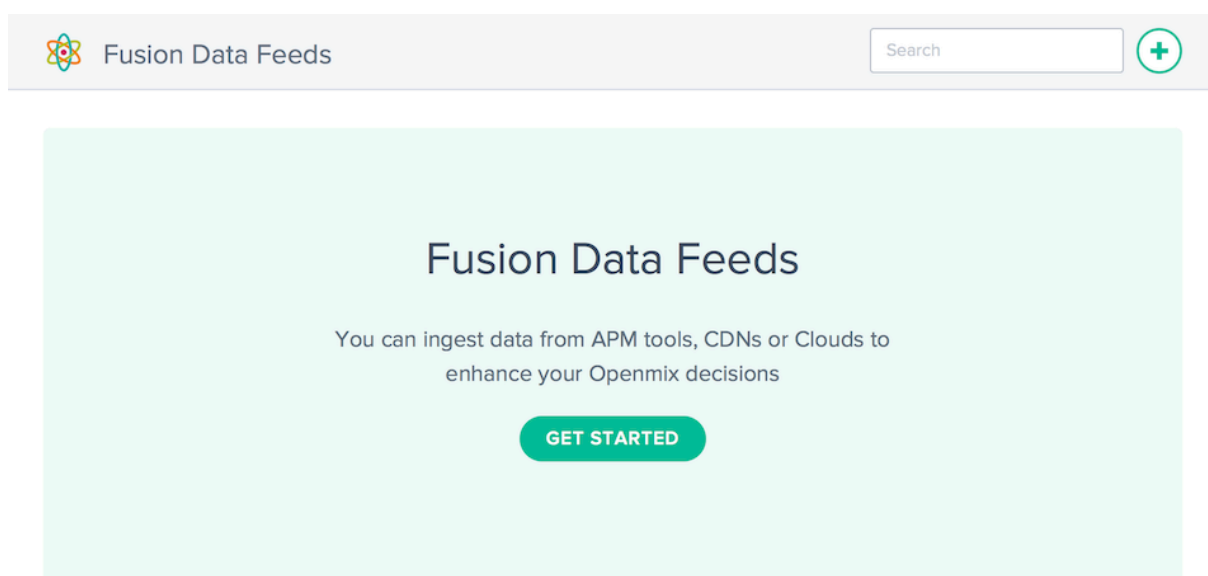 Fusion Data Feeds
Search
Fusion Data Feeds
You can ingest data from APM tools, CDNs or Clouds to
enhance your Openmix decisions
GET STARTED